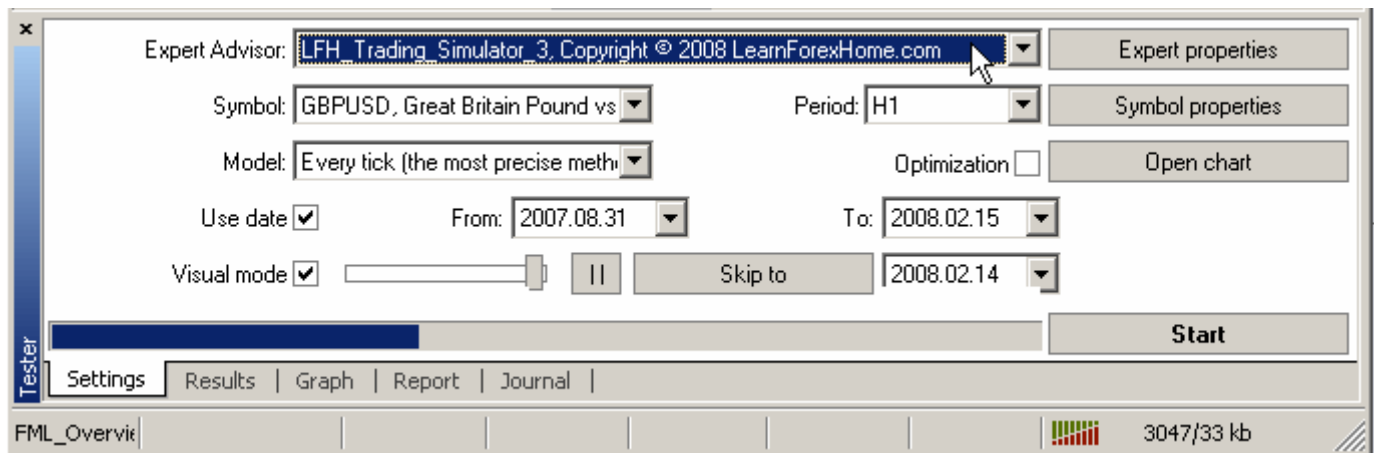 Expert Advisor: LFH_Trading_Simulator_3, Copyright © 2008 LearnForexHome.com Expert properties
Symbol: GBPUSD, Great Britain Pound vs Period: H1 Symbol properties
Model: Every tick (the most precise meth Optimization Open chart
Use date From: 2007.08.31 To: 2008.02.15
Visual mode Skip to 2008.02.14
Start
Tester
Settings Results | Graph | Report | Journal |
FML_Overvie 3047/33 kb